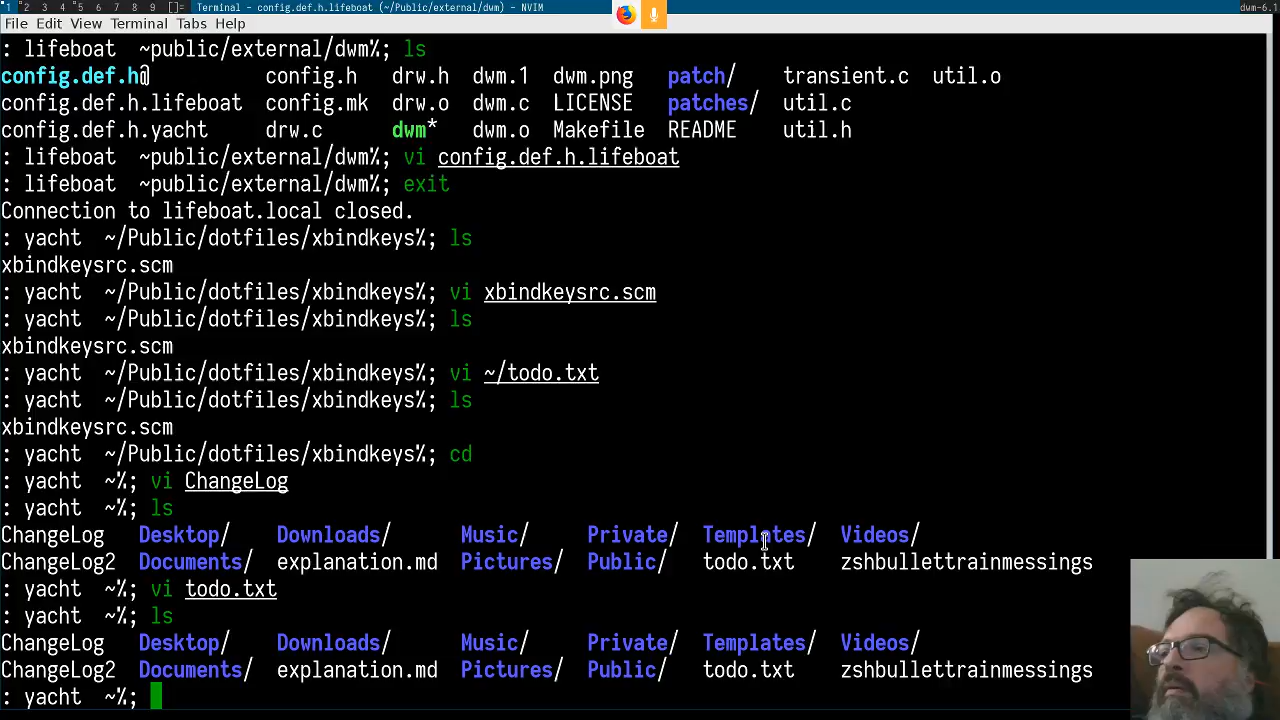 1 2 3 4 5 6 7 8 9 []= Terminal - config.def.h.lifeboat (~/Public/external/dwm) - NVIM dwm-6.1
File Edit View Terminal Tabs Help
: lifeboat ~public/external/dwm%; ls
config.def.h@ config.h drw.h dwm.1 dwm.png patch/ transient.c util.o
config.def.h.lifeboat config.mk drw.o dwm.c LICENSE patches/ util.c
config.def.h.yacht drw.c dwm* dwm.o Makefile README util.h
: lifeboat ~public/external/dwm%; vi config.def.h.lifeboat
: lifeboat ~public/external/dwm%; exit
Connection to lifeboat.local closed.
: yacht ~/Public/dotfiles/xbindkeys%; ls
xbindkeysrc.scm
: yacht ~/Public/dotfiles/xbindkeys%; vi xbindkeysrc.scm
: yacht ~/Public/dotfiles/xbindkeys%; ls
xbindkeysrc.scm
: yacht ~/Public/dotfiles/xbindkeys%; vi ~/todo.txt
: yacht ~/Public/dotfiles/xbindkeys%; ls
xbindkeysrc.scm
: yacht ~/Public/dotfiles/xbindkeys%; cd
: yacht ~%; vi ChangeLog
: yacht ~%; ls
ChangeLog Desktop/ Downloads/ Music/ Private/ Templates/ Videos/
ChangeLog2 Documents/ explanation.md Pictures/ Public/ todo.txt zshbullettrainmessings
: yacht ~%; vi todo.txt
: yacht ~%; ls
ChangeLog Desktop/ Downloads/ Music/ Private/ Templates/ Videos/
ChangeLog2 Documents/ explanation.md Pictures/ Public/ todo.txt zshbullettrainmessings
: yacht ~%;